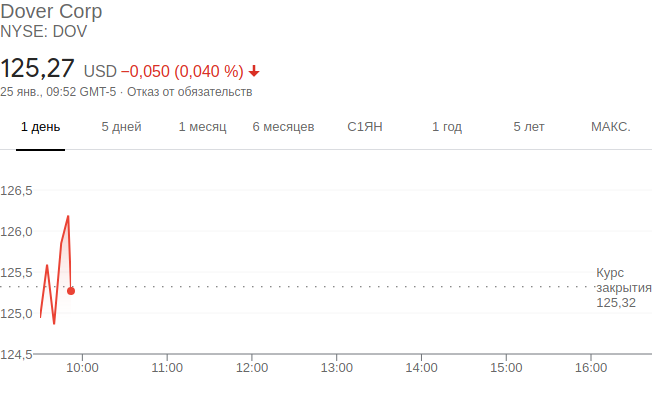 Dover Corp
NYSE: DOV
125,27 USD −0,050 (0,040 %)
25 янв., 09:52 GMT-5 · Отказ от обязательств
1 день 5 дней 1 месяц 6 месяцев С1ЯН 1 год 5 лет МАКС.
126,5
126,0
125,5
125,0
124,5
Курс
закрытия
125,32
10:00 11:00 12:00 13:00 14:00 15:00 16:00